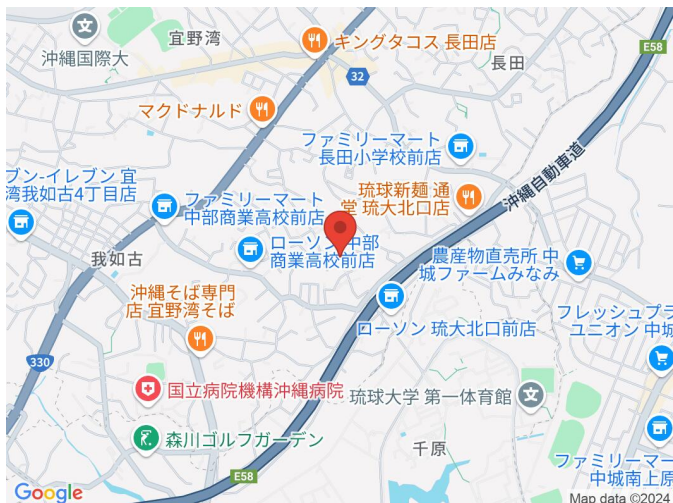 宜野湾
沖縄国際大
キングタコス 長田店
長田
E58
32
マクドナルド
ファミリーマート
長田小学校前店
沖縄自動車道
琉球新麺 通
堂 琉大北口店
ブン-イレブン 宜
湾我如古4丁目店
ファミリーマート
中部商業高校前店
ローソン 中部
商業高校前店
我如古
農産物直売所 中
城ファームみなみ
沖縄そば専門
店 宜野湾そば
ローソン 琉大北口前店
フレッシュプラ
ユニオン 中城
330
国立病院機構沖縄病院
琉球大学 第一体育館
森川ゴルフガーデン
千原
ファミリーマー
中城南上原
E58
Google
Map data ©2024